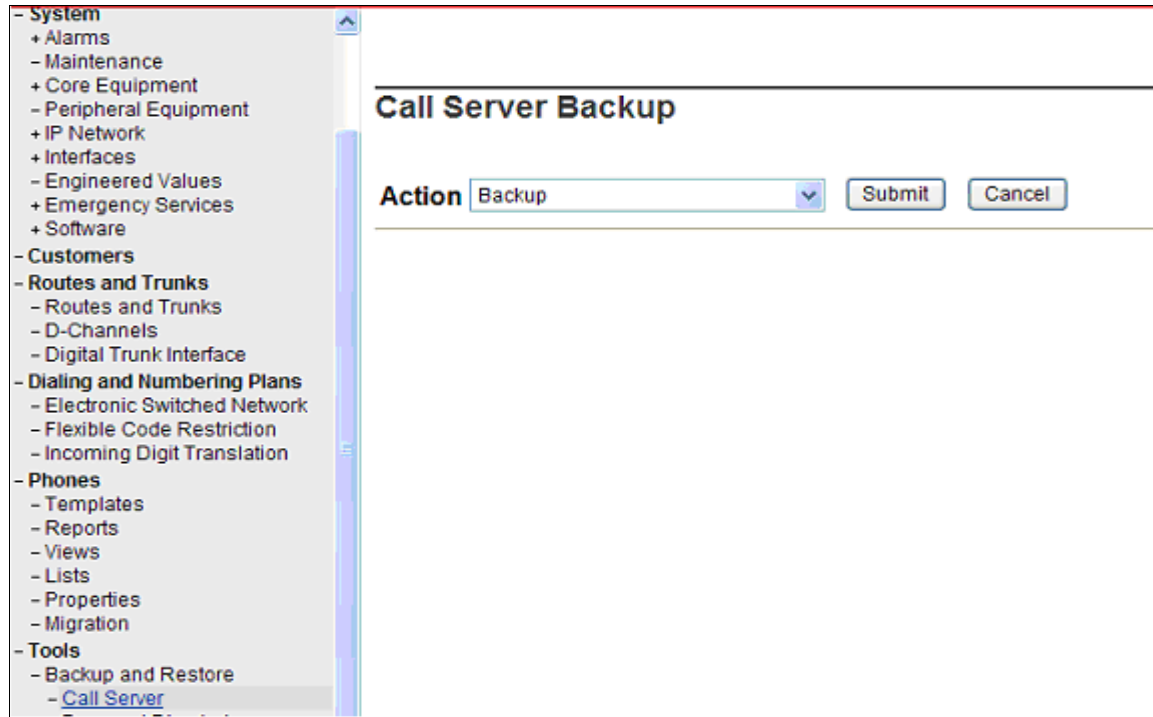 – System
+ Alarms
– Maintenance
+ Core Equipment
– Peripheral Equipment
+ IP Network
+ Interfaces
– Engineered Values
+ Emergency Services
+ Software
– Customers
– Routes and Trunks
– Routes and Trunks
– D-Channels
– Digital Trunk Interface
– Dialing and Numbering Plans
– Electronic Switched Network
– Flexible Code Restriction
– Incoming Digit Translation
– Phones
– Templates
– Reports
– Views
– Lists
– Properties
– Migration
– Tools
– Backup and Restore
– Call Server
Call Server Backup
Action Backup Submit Cancel